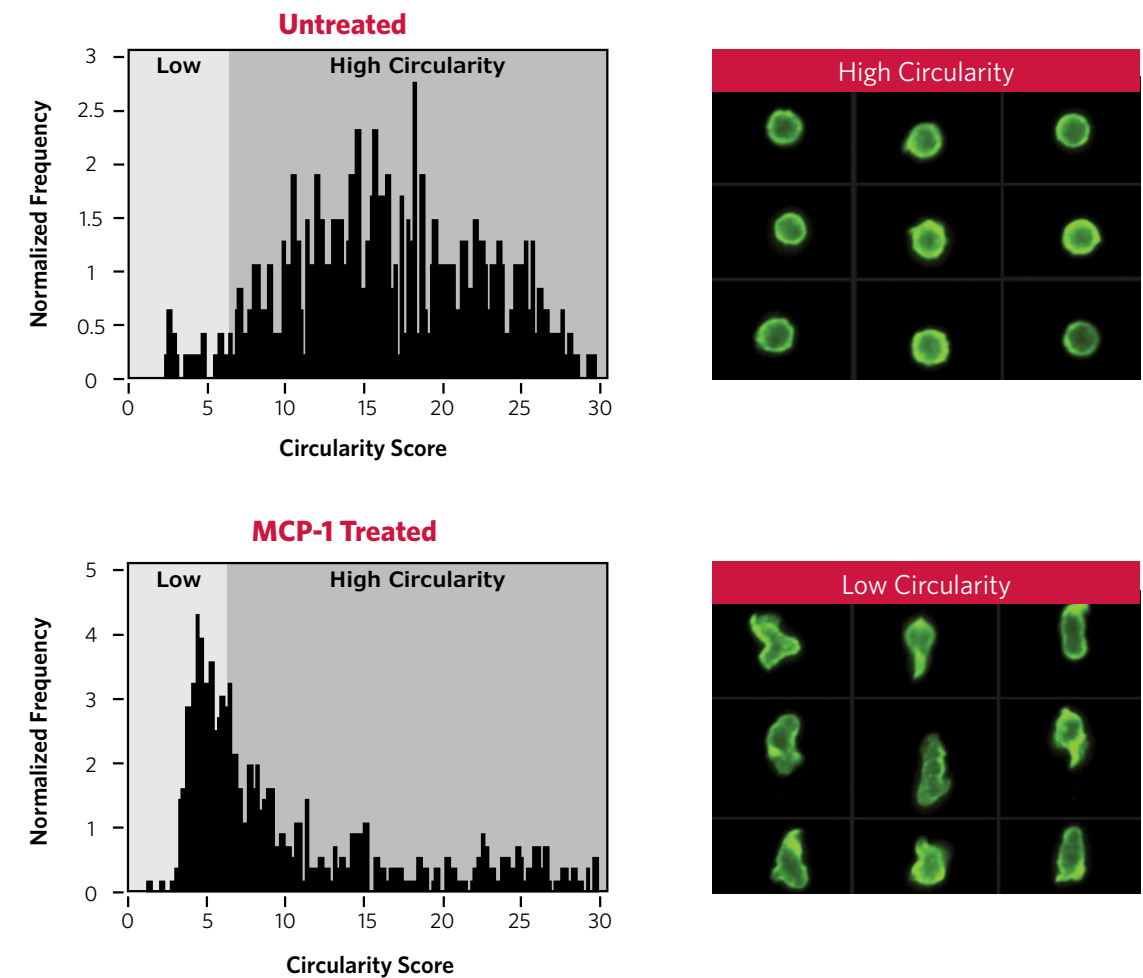 Untreated
Low
High Circularity
Normalized Frequency
3
2.5
2
1.5
1
0.5
0
0 5 10 15 20 25 30
Circularity Score
High Circularity
MCP-1 Treated
Low
High Circularity
Normalized Frequency
5
4
3
2
1
0
0 5 10 15 20 25 30
Circularity Score
Low Circularity